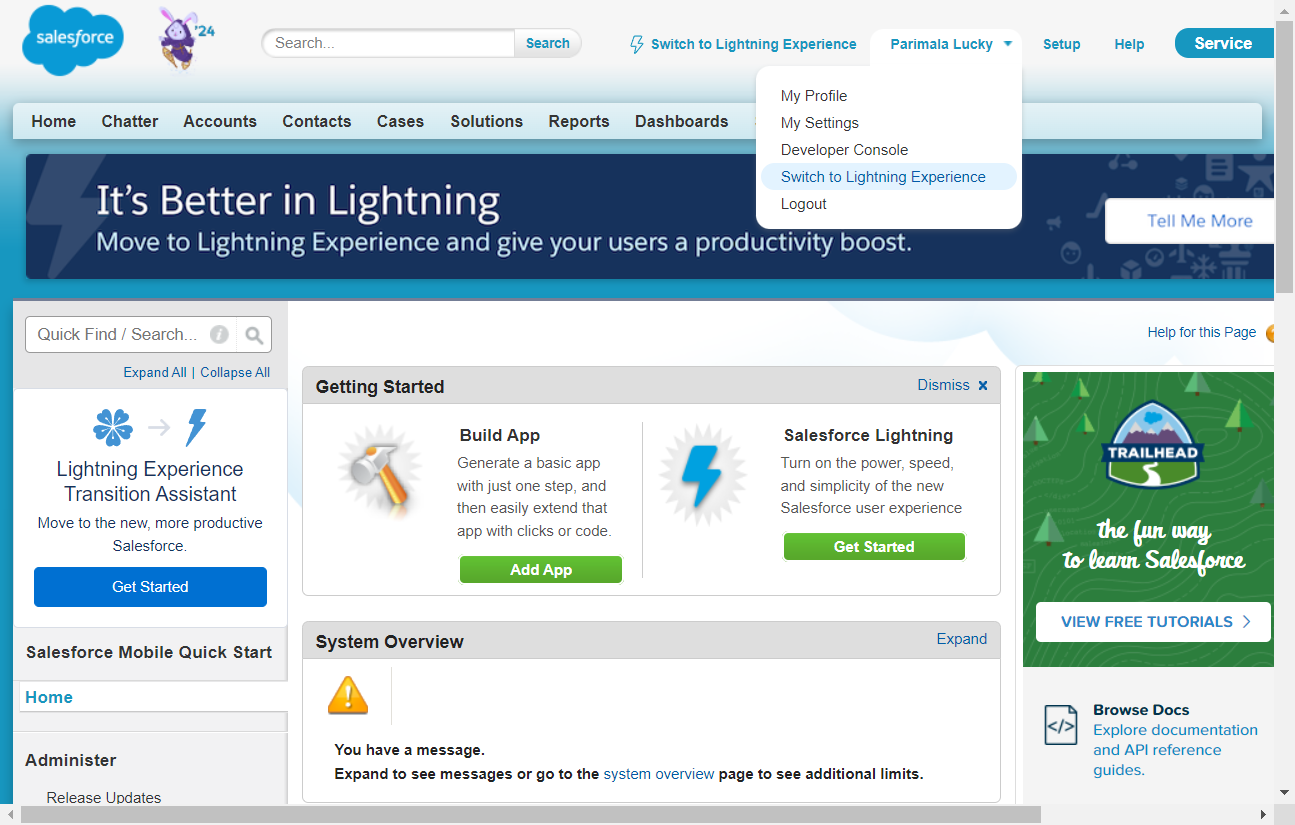 salesforce
'24
Search...
Search
Switch to Lightning Experience
Parimala Lucky
Setup
Help
Service
My Profile
My Settings
Developer Console
Switch to Lightning Experience
Logout
Home Chatter Accounts Contacts Cases Solutions Reports Dashboards
It's Better in Lightning
Move to Lightning Experience and give your users a productivity boost.
Tell Me More
Quick Find / Search...
Expand All | Collapse All
Lightning Experience
Transition Assistant
Move to the new, more productive
Salesforce.
Get Started
Salesforce Mobile Quick Start
Home
Administer
Release Updates
Help for this Page
Getting Started
Dismiss
Build App
Generate a basic app
with just one step, and
then easily extend that
app with clicks or code.
Add App
Salesforce Lightning
Turn on the power, speed,
and simplicity of the new
Salesforce user experience
Get Started
System Overview
Expand
You have a message.
Expand to see messages or go to the system overview page to see additional limits.
TRAILHEAD
the fun way
to learn Salesforce
VIEW FREE TUTORIALS
Browse Docs
Explore documentation
and API reference
guides.